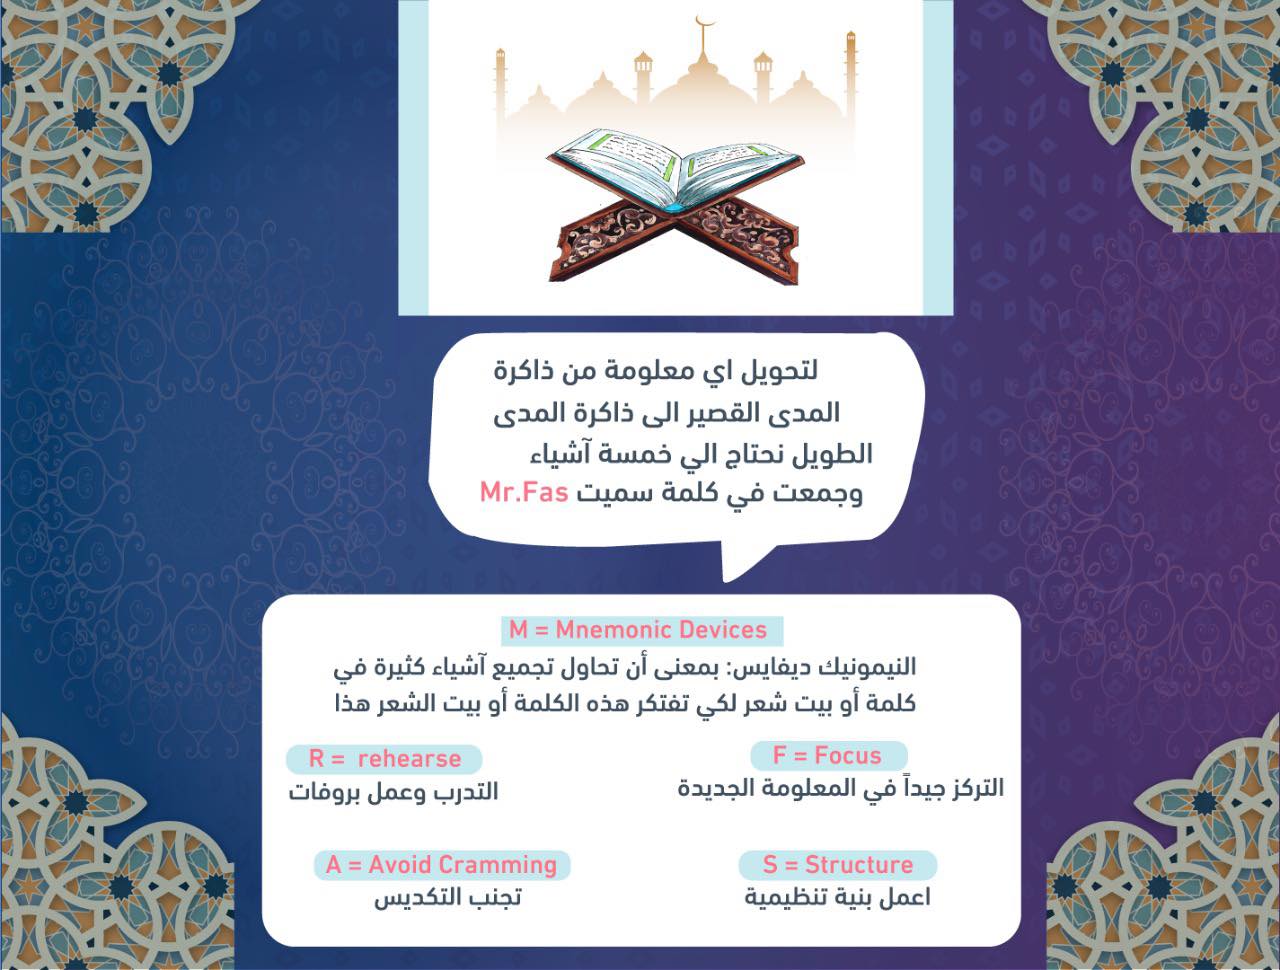 لتحويل اي معلومة من ذاكرة
المدى القصير الى ذاكرة المدى
الطويل نحتاج الي خمسة آشياء
وجمعت في كلمة سميت Mr.Fas
M = Mnemonic Devices
النيمونيك ديفايس: بمعنى أن تحاول تجميع آشياء كثيرة في
كلمة أو بيت شعر لكي تفتكر هذه الكلمة أو بيت الشعر هذا
R = rehearse
التدرب وعمل بروفات
F = Focus
التركز جيداً في المعلومة الجديدة
A = Avoid Cramming
تجنب التكديس
S = Structure
اعمل بنية تنظيمية